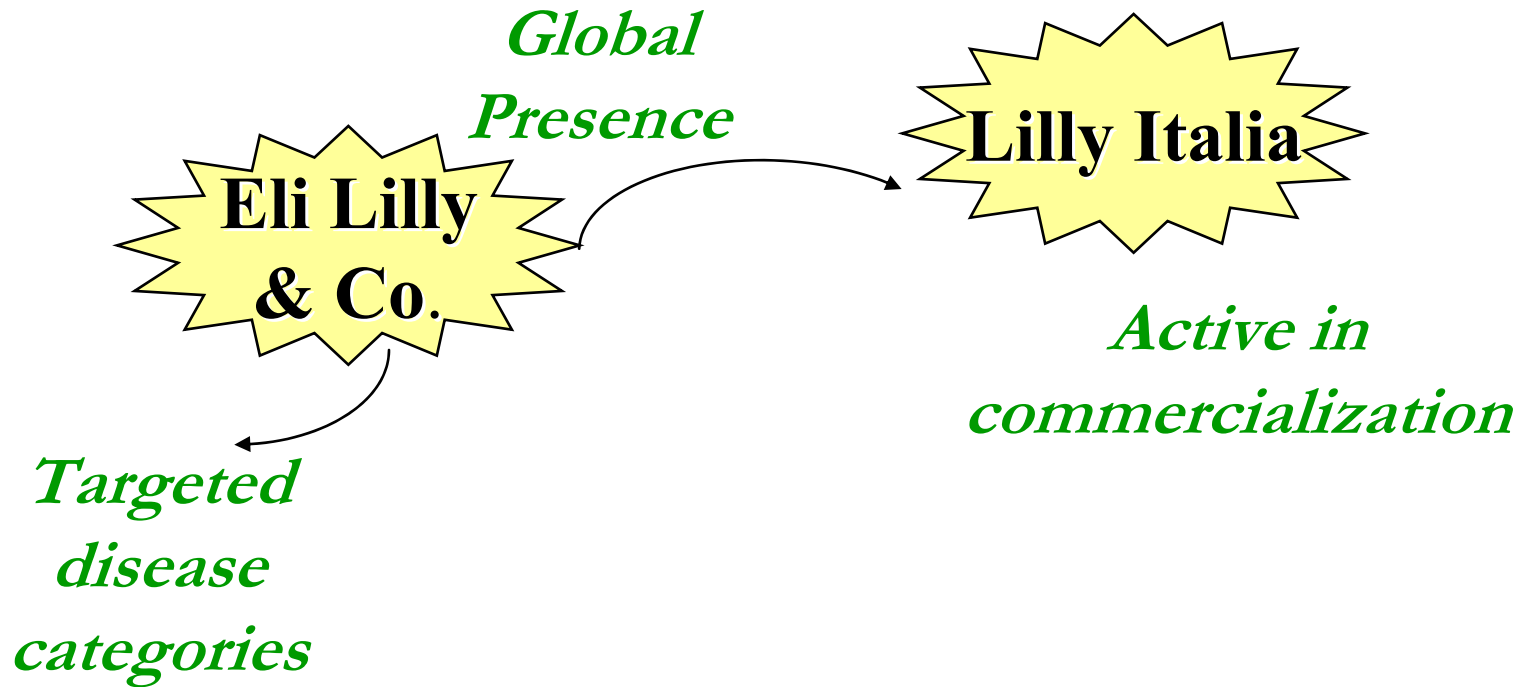 Global
Presence
Eli Lilly
& Co.
Lilly Italia
Active in
commercialization
Targeted
disease
categories